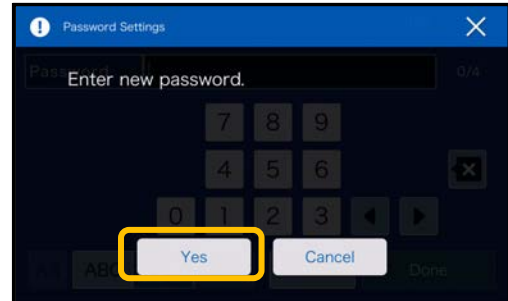 Password Settings
Password
0/4
Enter new password.
7 8 9
4 5 6
0 1 2 3
Yes
Cancel
ABC
Done